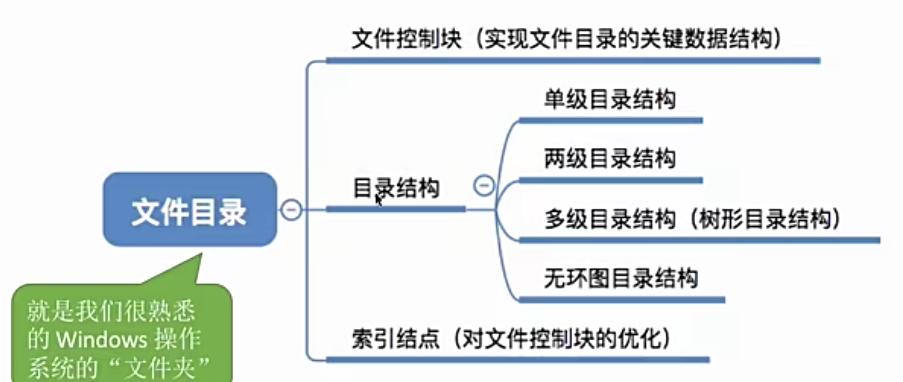 文件控制块（实现文件目录的关键数据结构）
单级目录结构
两级目录结构
目录结构
文件目录
多级目录结构（树形目录结构）
无环图目录结构
就是我们很熟悉
的 Windows 操作
系统的“文件夹”
索引结点（对文件控制块的优化）